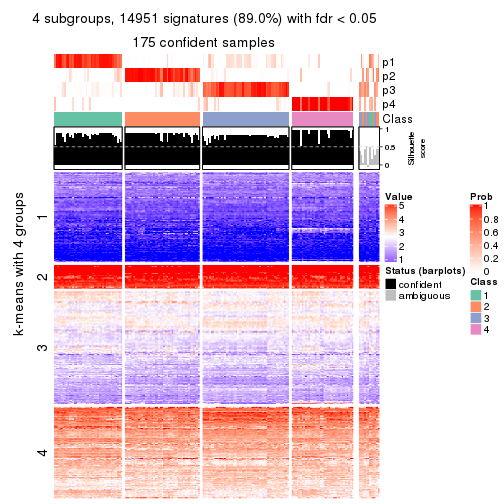 4 subgroups, 14951 signatures (89.0%) with fdr < 0.05
175 confident samples
p1
p2
p3
p4
Class
1
0.5
0
Silhouette
score
k-means with 4 groups
1
2
3
4
Value
5
4
3
2
1
Status (barplots)
confident
ambiguous
Prob
1
0.8
0.6
0.4
0.2
0
Class
1
2
3
4